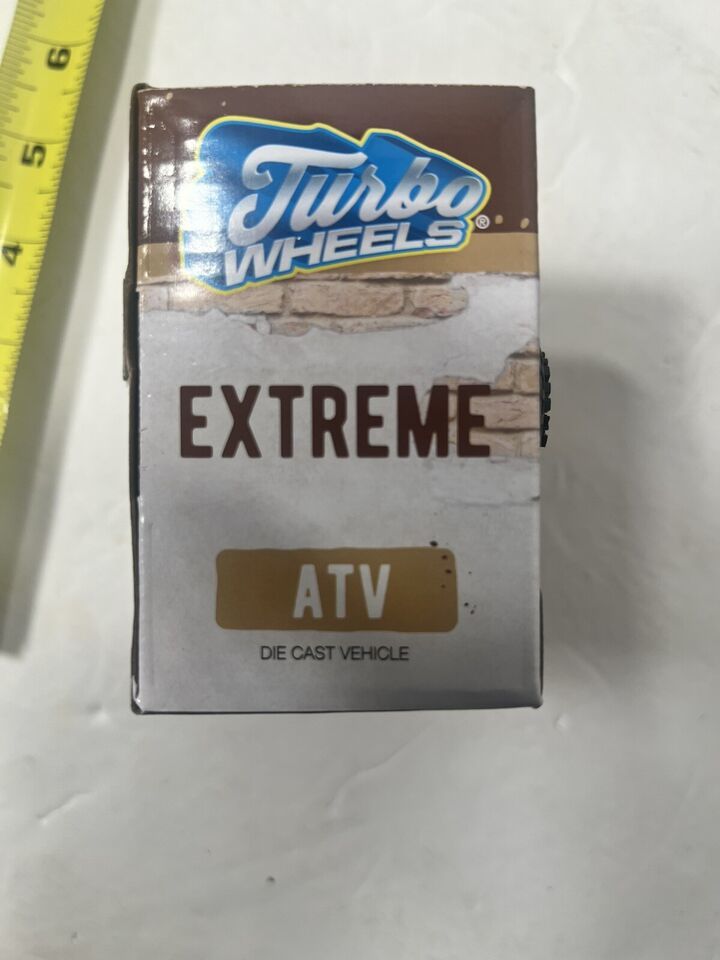 6
5
4
Turbo
WHEELS®
EXTREME
ATV
DIE CAST VEHICLE